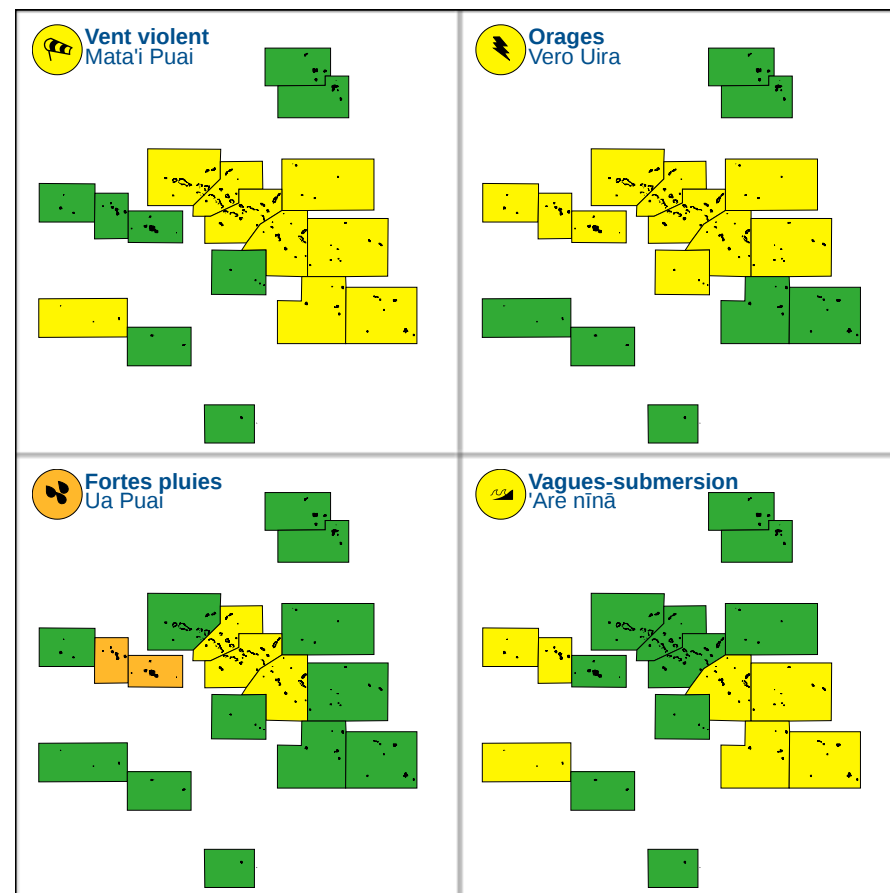 Vent violent
Mata'i Puai
Orages
Vero Uira
Fortes pluies
Ua Puai
Vagues-submersion
'Are nīnā